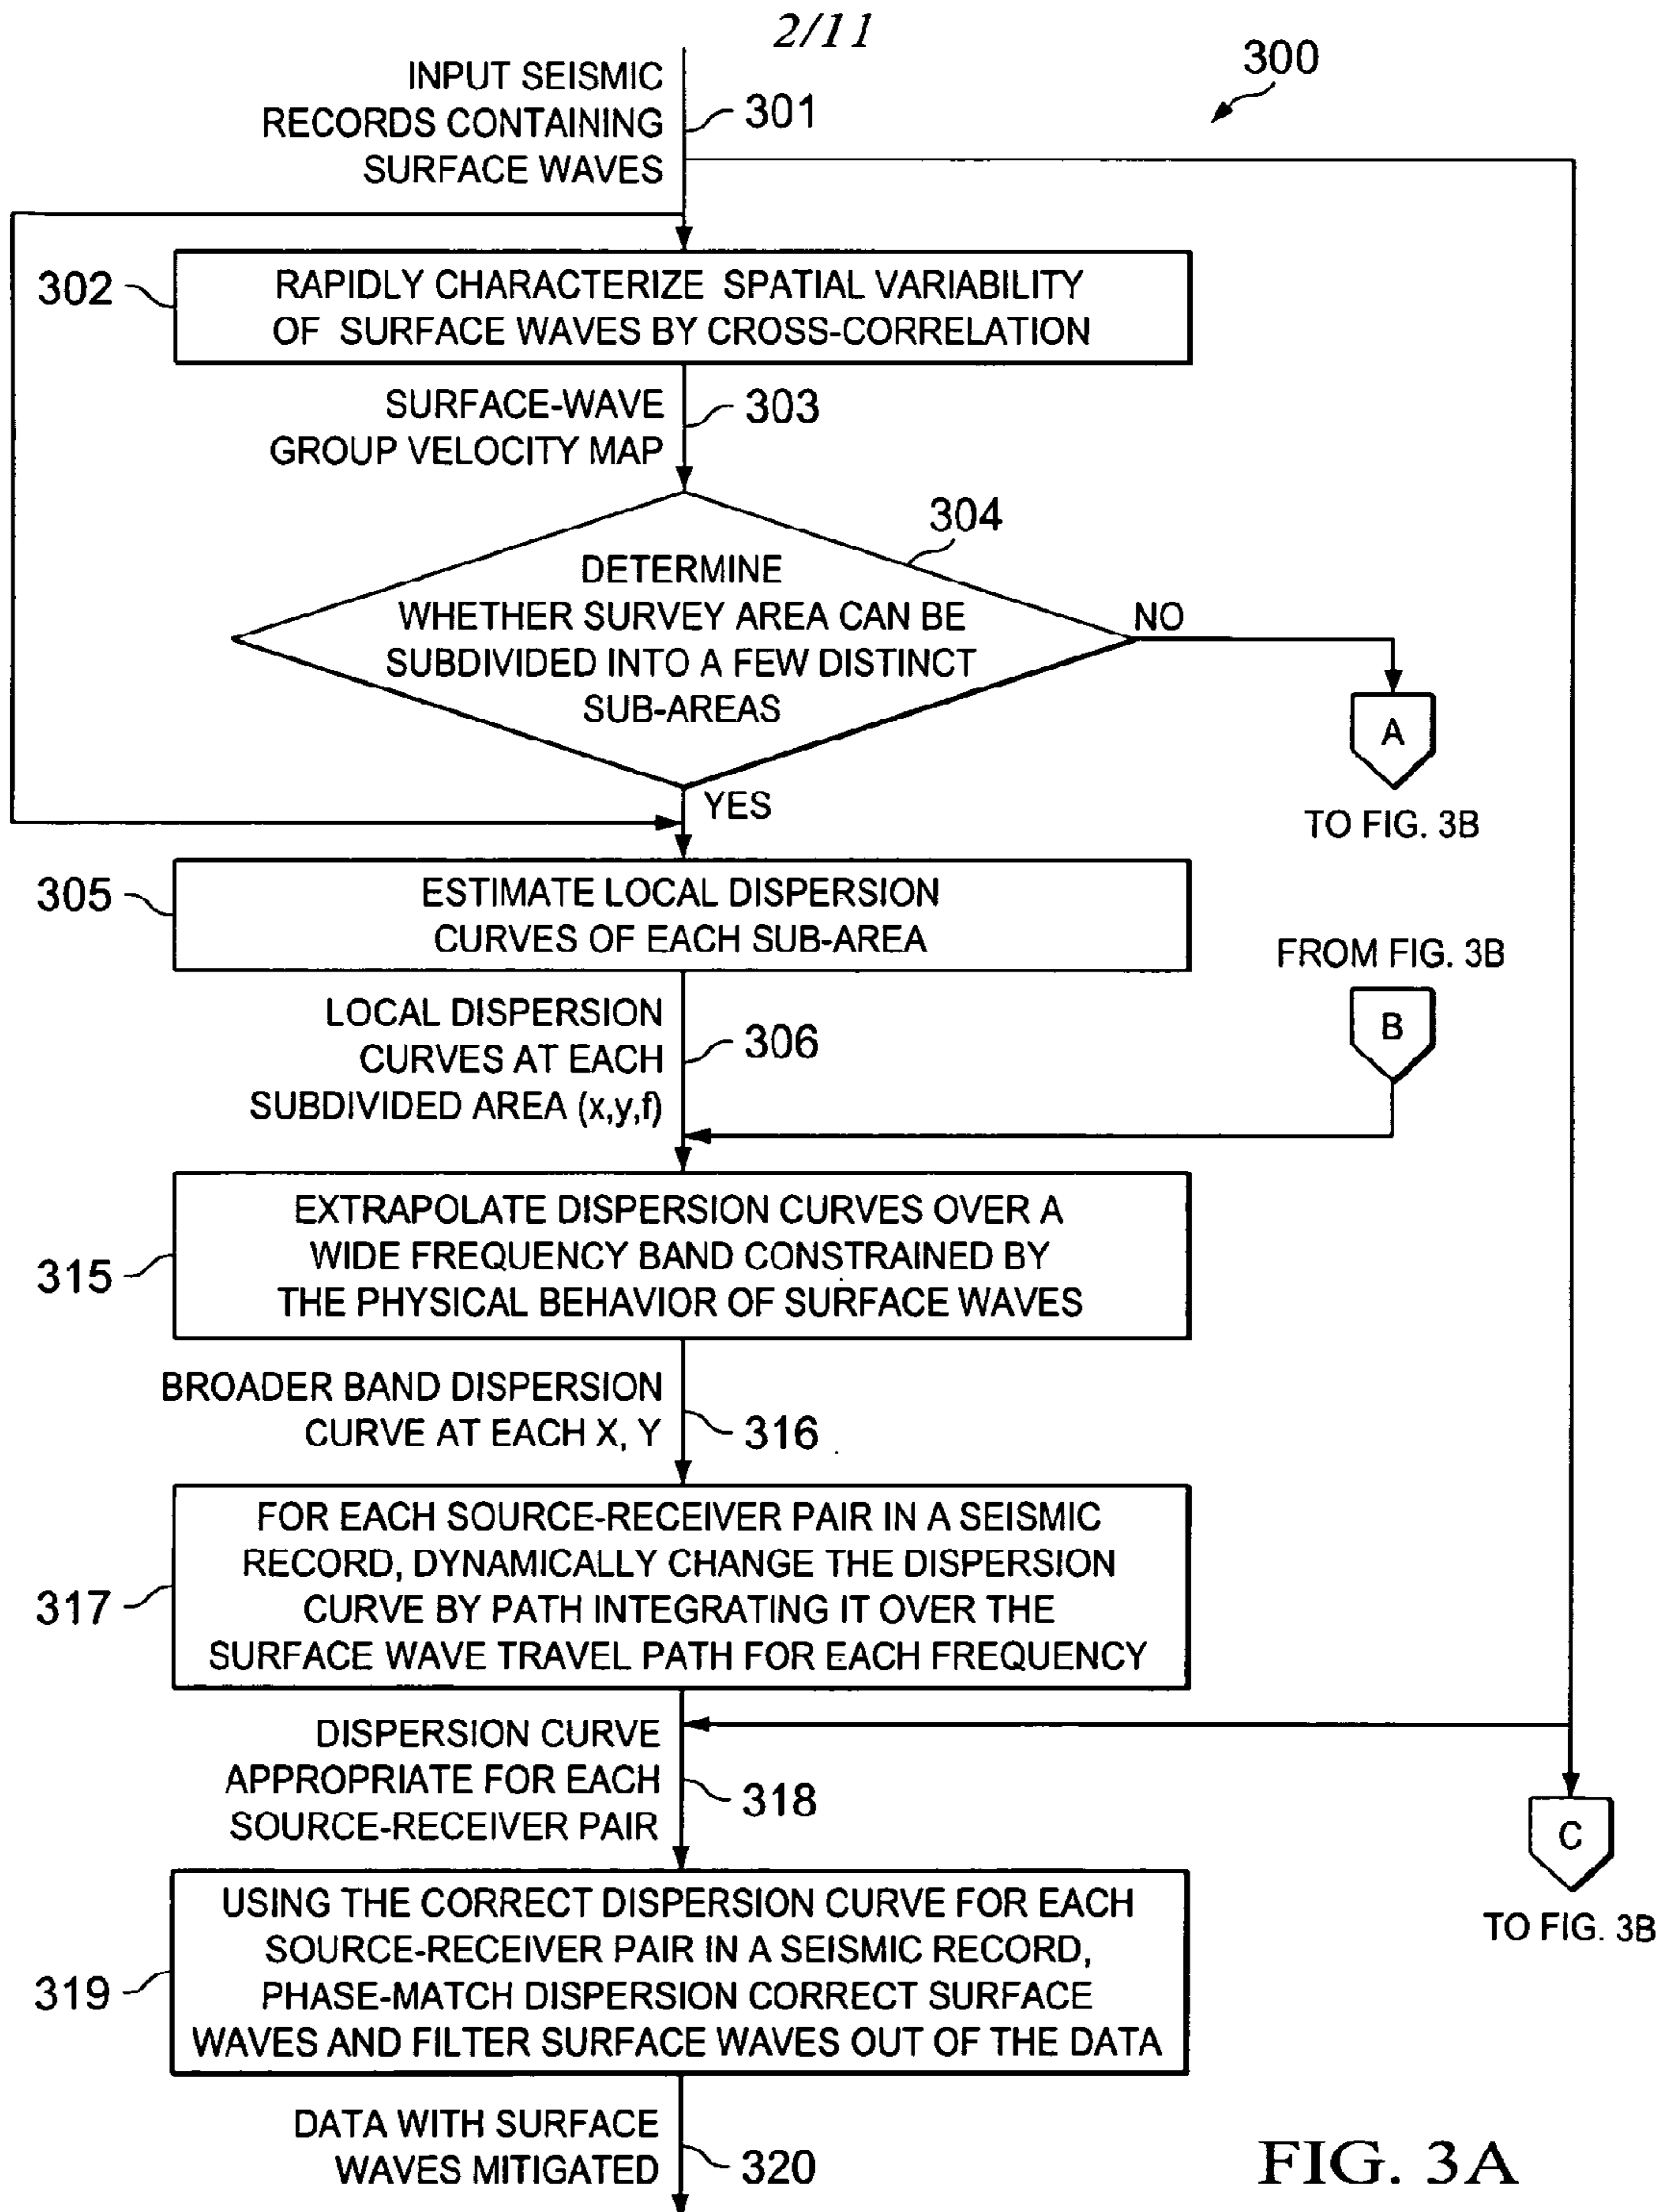 2/11
300
INPUT SEISMIC
RECORDS CONTAINING
SURFACE WAVES
301
302
RAPIDLY CHARACTERIZE SPATIAL VARIABILITY
OF SURFACE WAVES BY CROSS-CORRELATION
SURFACE-WAVE
GROUP VELOCITY MAP
303
304
DETERMINE
WHETHER SURVEY AREA CAN BE
SUBDIVIDED INTO A FEW DISTINCT
SUB-AREAS
NO
A
TO FIG. 3B
YES
305
ESTIMATE LOCAL DISPERSION
CURVES OF EACH SUB-AREA
FROM FIG. 3B
B
LOCAL DISPERSION
CURVES AT EACH
SUBDIVIDED AREA (x,y,f)
306
315
EXTRAPOLATE DISPERSION CURVES OVER A
WIDE FREQUENCY BAND CONSTRAINED BY
THE PHYSICAL BEHAVIOR OF SURFACE WAVES
BROADER BAND DISPERSION
CURVE AT EACH X, Y
316
317
FOR EACH SOURCE-RECEIVER PAIR IN A SEISMIC
RECORD, DYNAMICALLY CHANGE THE DISPERSION
CURVE BY PATH INTEGRATING IT OVER THE
SURFACE WAVE TRAVEL PATH FOR EACH FREQUENCY
DISPERSION CURVE
APPROPRIATE FOR EACH
SOURCE-RECEIVER PAIR
318
C
TO FIG. 3B
319
USING THE CORRECT DISPERSION CURVE FOR EACH
SOURCE-RECEIVER PAIR IN A SEISMIC RECORD,
PHASE-MATCH DISPERSION CORRECT SURFACE
WAVES AND FILTER SURFACE WAVES OUT OF THE DATA
DATA WITH SURFACE
WAVES MITIGATED
320
FIG. 3A